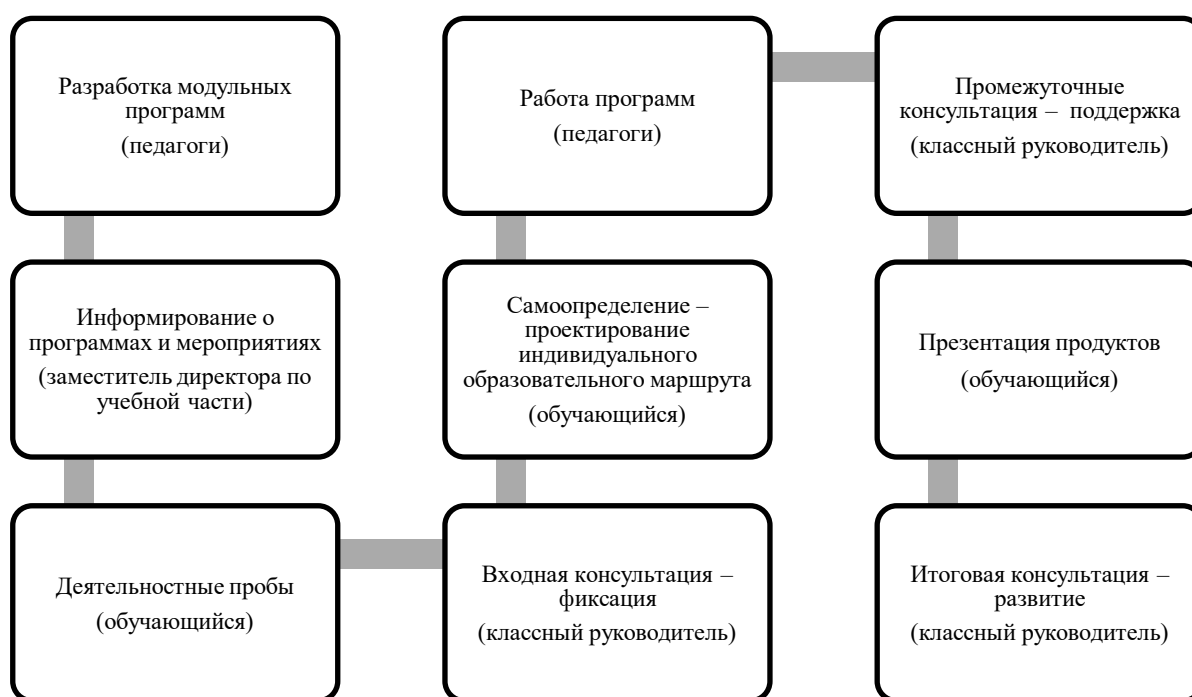 Разработка модульных
программ
(педагоги)
Информирование о
программах и мероприятиях
(заместитель директора по
учебной части)
Деятельностные пробы
(обучающийся)
Входная консультация –
фиксация
(классный руководитель)
Самоопределение –
проектирование
индивидуального
образовательного маршрута
(обучающийся)
Работа программ
(педагоги)
Промежуточные
консультация – поддержка
(классный руководитель)
Презентация продуктов
(обучающийся)
Итоговая консультация –
развитие
(классный руководитель)